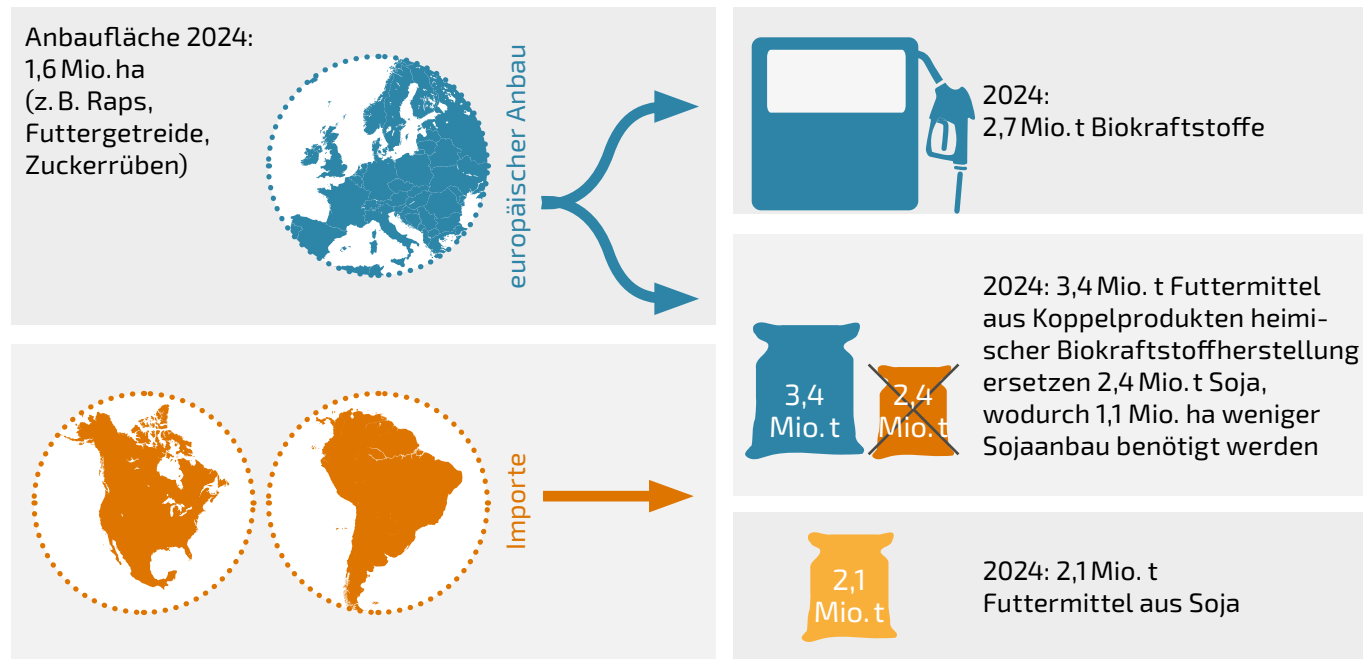 Anbaufläche 2024:
1,6 Mio. ha
(z. B. Raps,
Futtergetreide,
Zuckerrüben)
europäischer Anbau
2024:
2,7 Mio. t Biokraftstoffe
3,4
Mio. t
2,4
Mio. t
2024: 3,4 Mio. t Futtermittel
aus Koppelprodukten heimi-
scher Biokraftstoffherstellung
ersetzen 2,4 Mio. t Soja,
wodurch 1,1 Mio. ha weniger
Sojaanbau benötigt werden
Importe
2,1
Mio. t
2024: 2,1 Mio. t
Futtermittel aus Soja